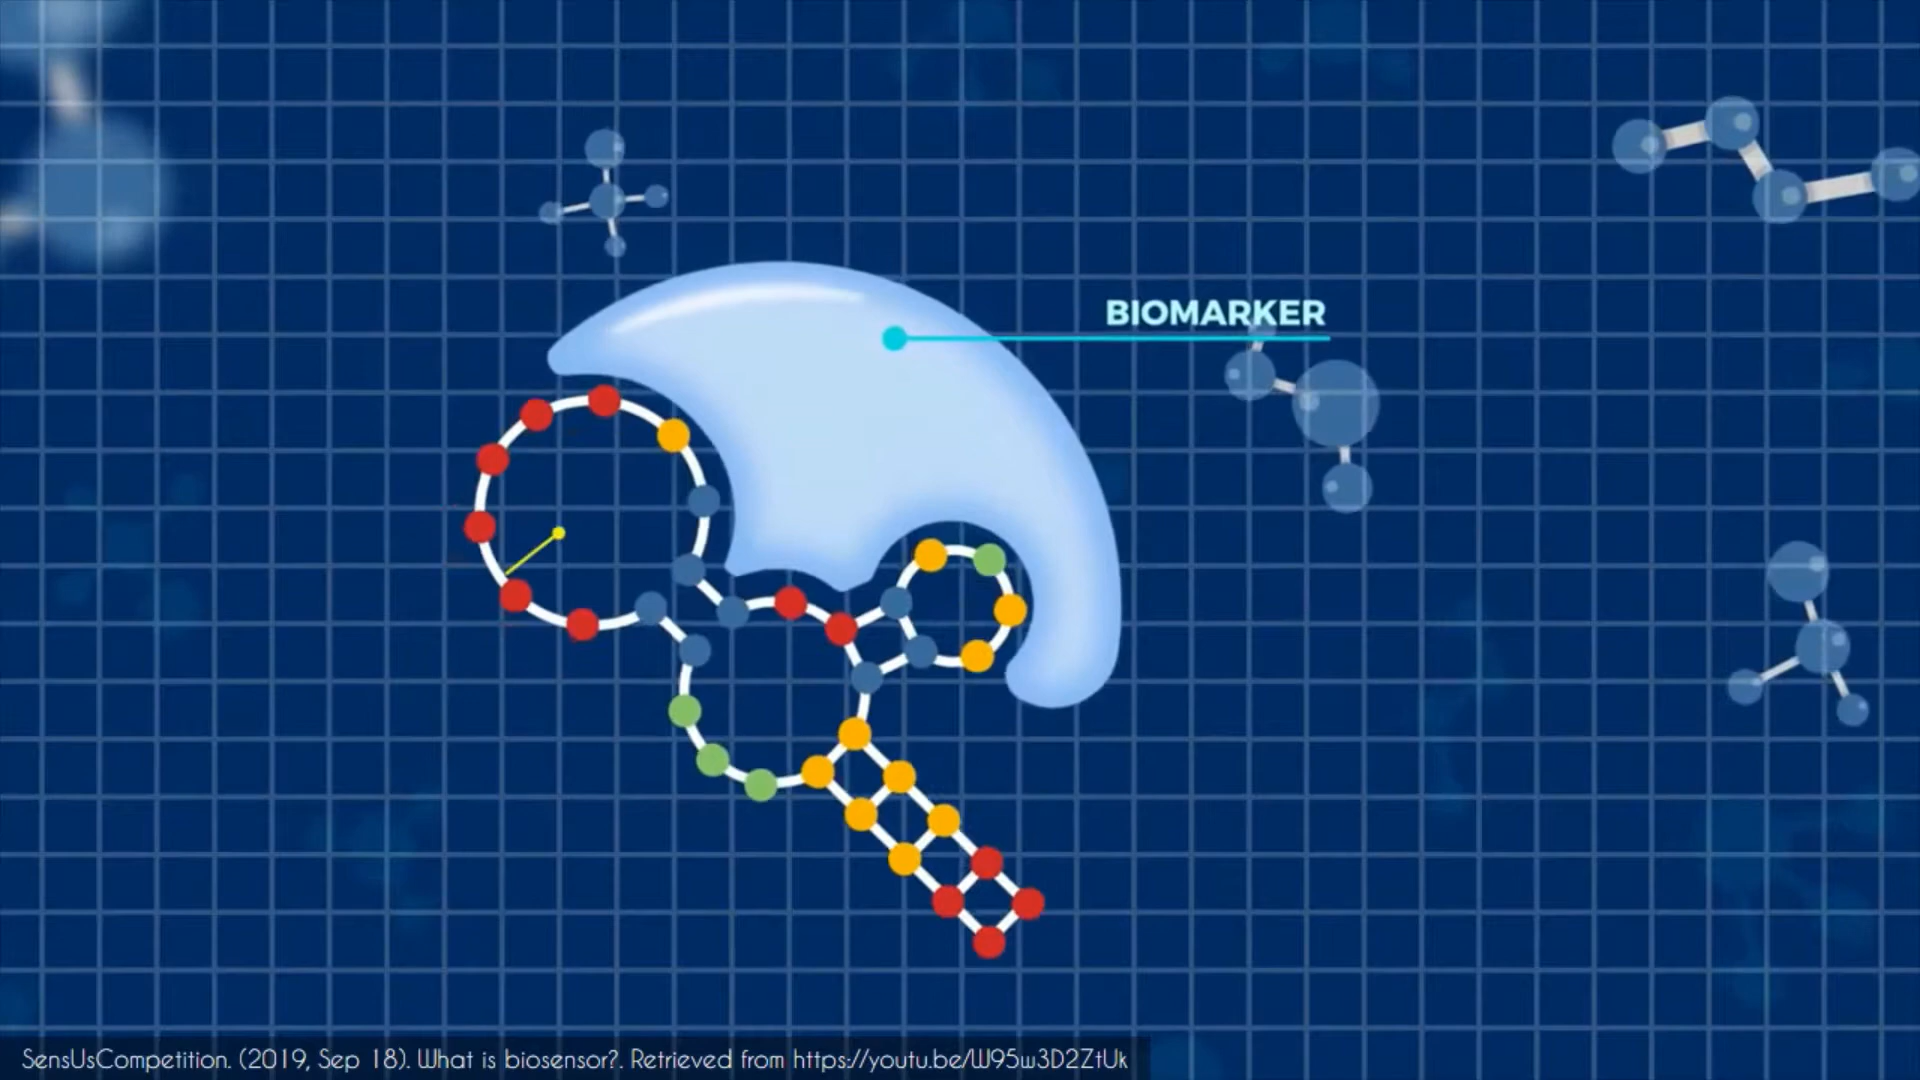 BIOMARKER
SensUsCompetition. (2019, Sep 18). What is biosensor?. Retrieved from https://youtu.be/W95w3D2ZtUk